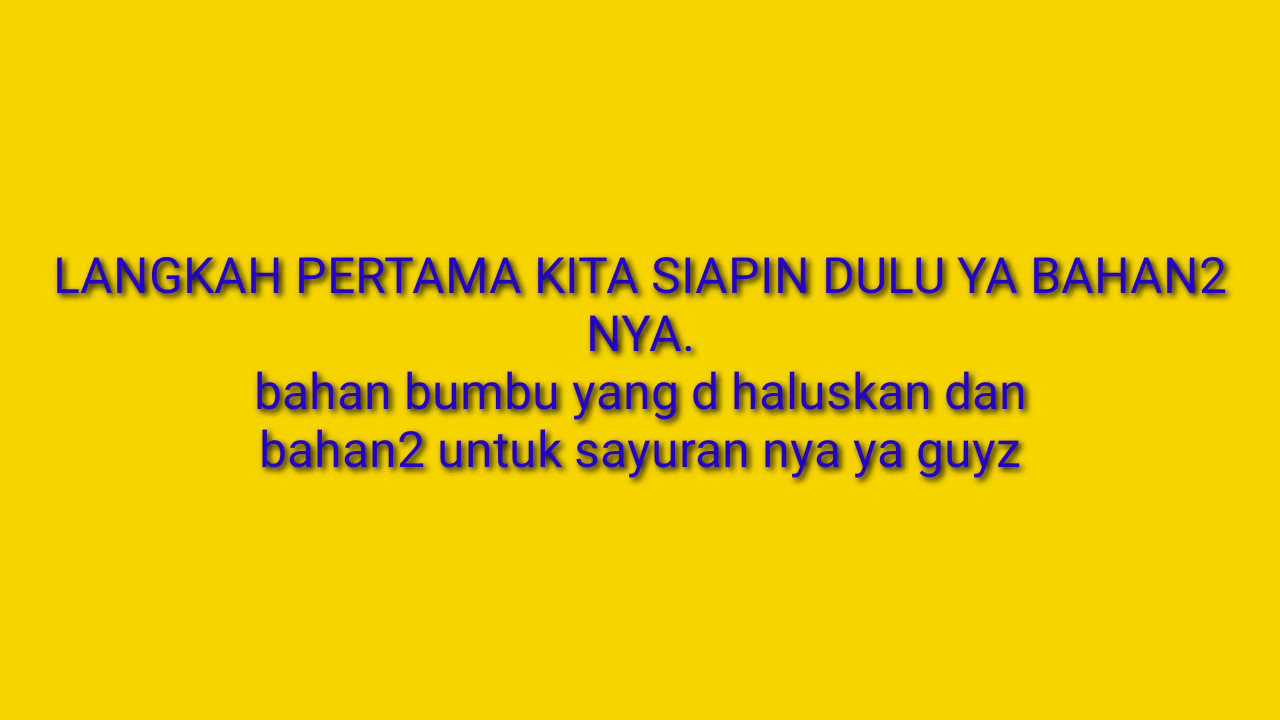 LANGKAH PERTAMA KITA SIAPIN DULU YA BAHAN2
NYA.
bahan bumbu yang d haluskan dan
bahan2 untuk sayuran nya ya guyz